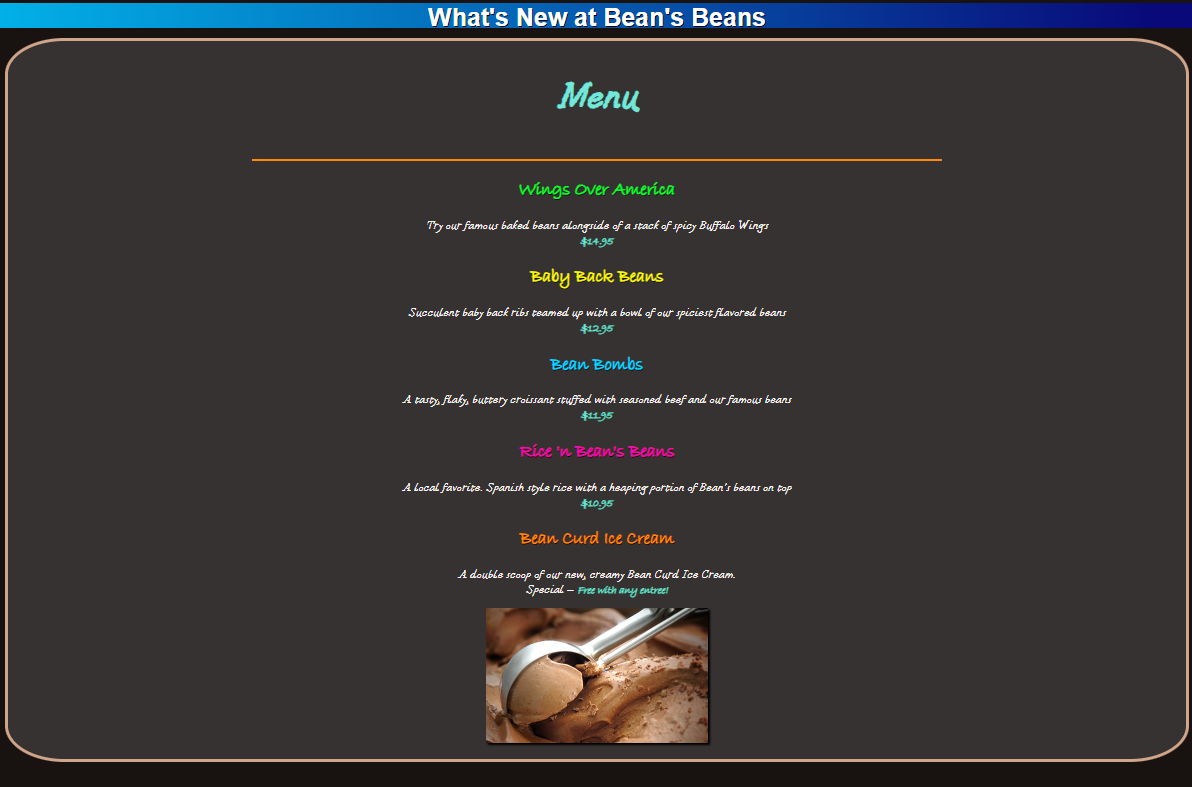 What's New at Bean's Beans
Menu
Wings Over America
Try our famous baked beans alongside of a stack of spicy Buffalo Wings
$14.95
Baby Back Beans
Succulent baby back ribs teamed up with a bowl of our spiciest flavored beans
$12.95
Bean Bombs
A tasty, flaky, buttery croissant stuffed with seasoned beef and our famous beans
$11.95
Rice 'n Bean's Beans
A local favorite. Spanish style rice with a heaping portion of Bean's beans on top
$10.95
Bean Curd Ice Cream
A double scoop of our new, creamy Bean Curd Ice Cream.
Special – Free with any entree!